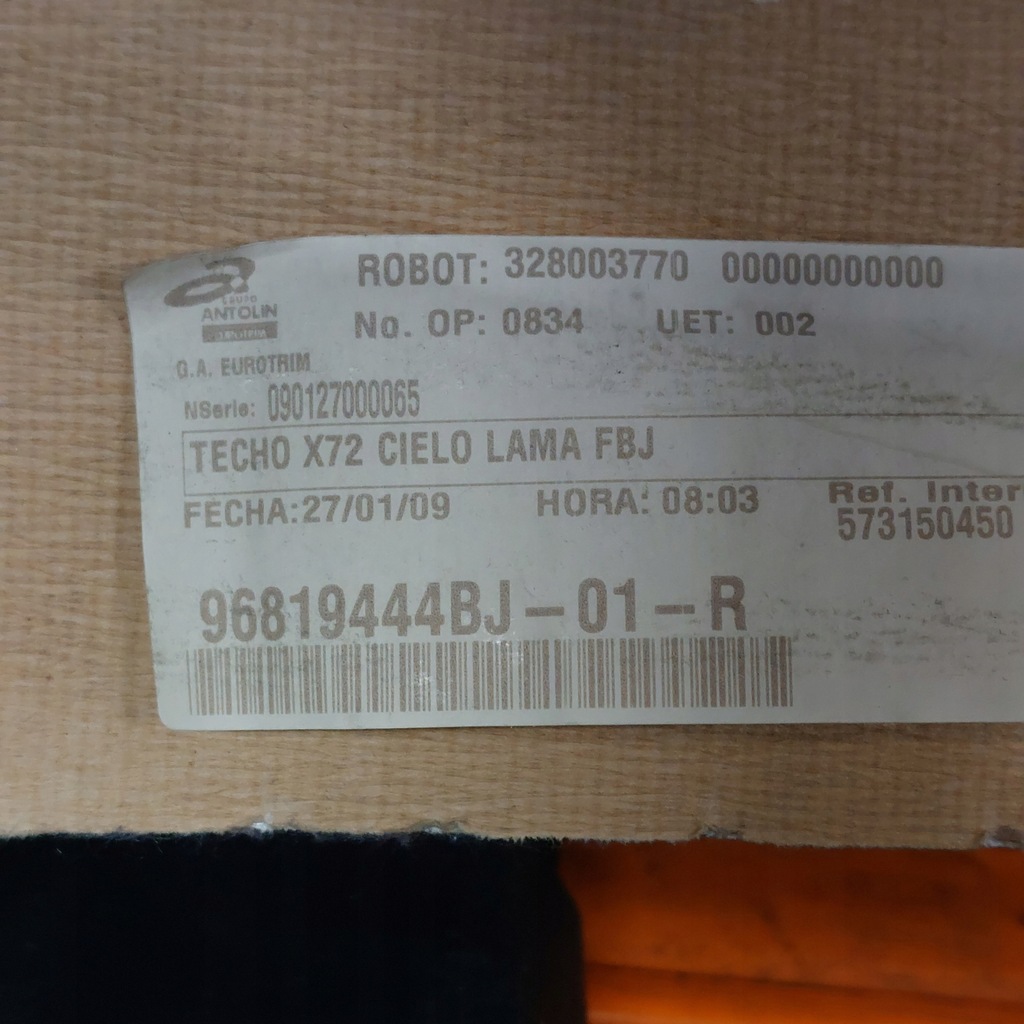 ROBOT: 328003770 00000000000
GRUPO
ANTOLIN
No. OP: 0834 UET: 002
G.A. EUROTRIM
NSerie: 090127000065
TECHO X72 CIELO LAMA FBJ
FECHA:27/01/09 HORA: 08:03 Ref. Inter
573150450
96819444BJ-01-R